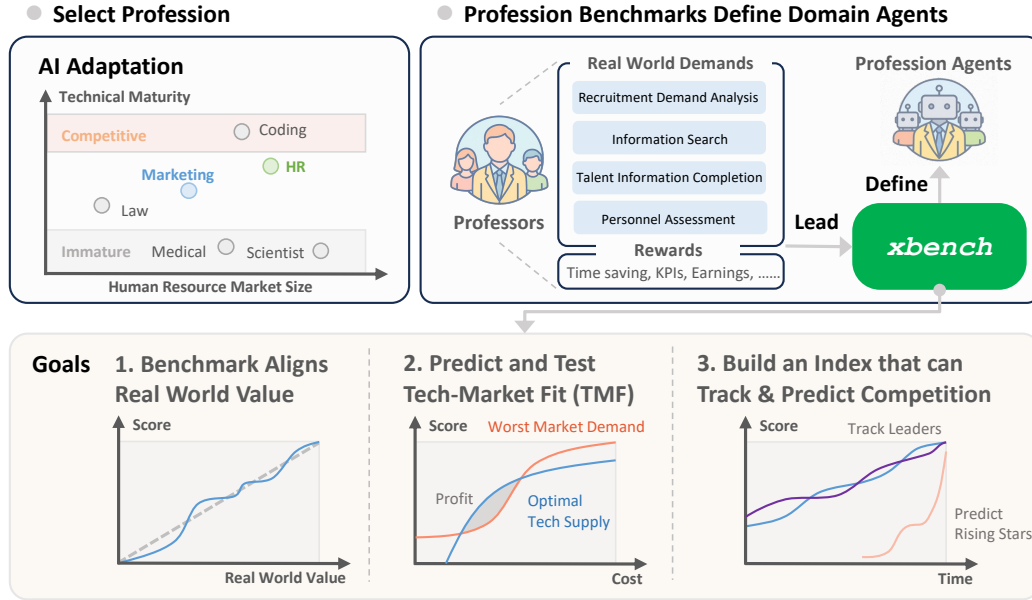 Select Profession
Profession Benchmarks Define Domain Agents
AI Adaptation
Technical Maturity
Competitive
Coding
HR
Marketing
Law
Immature
Medical
Scientist
Human Resource Market Size
Real World Demands
Recruitment Demand Analysis
Information Search
Talent Information Completion
Personnel Assessment
Professors
Rewards
Time saving, KPIs, Earnings, ......
Lead
Profession Agents
Define
xbench
Goals
1. Benchmark Aligns
Real World Value
Score
Real World Value
2. Predict and Test
Tech-Market Fit (TMF)
Score
Worst Market Demand
Profit
Optimal
Tech Supply
Cost
3. Build an Index that can
Track & Predict Competition
Score
Track Leaders
Predict
Rising Stars
Time